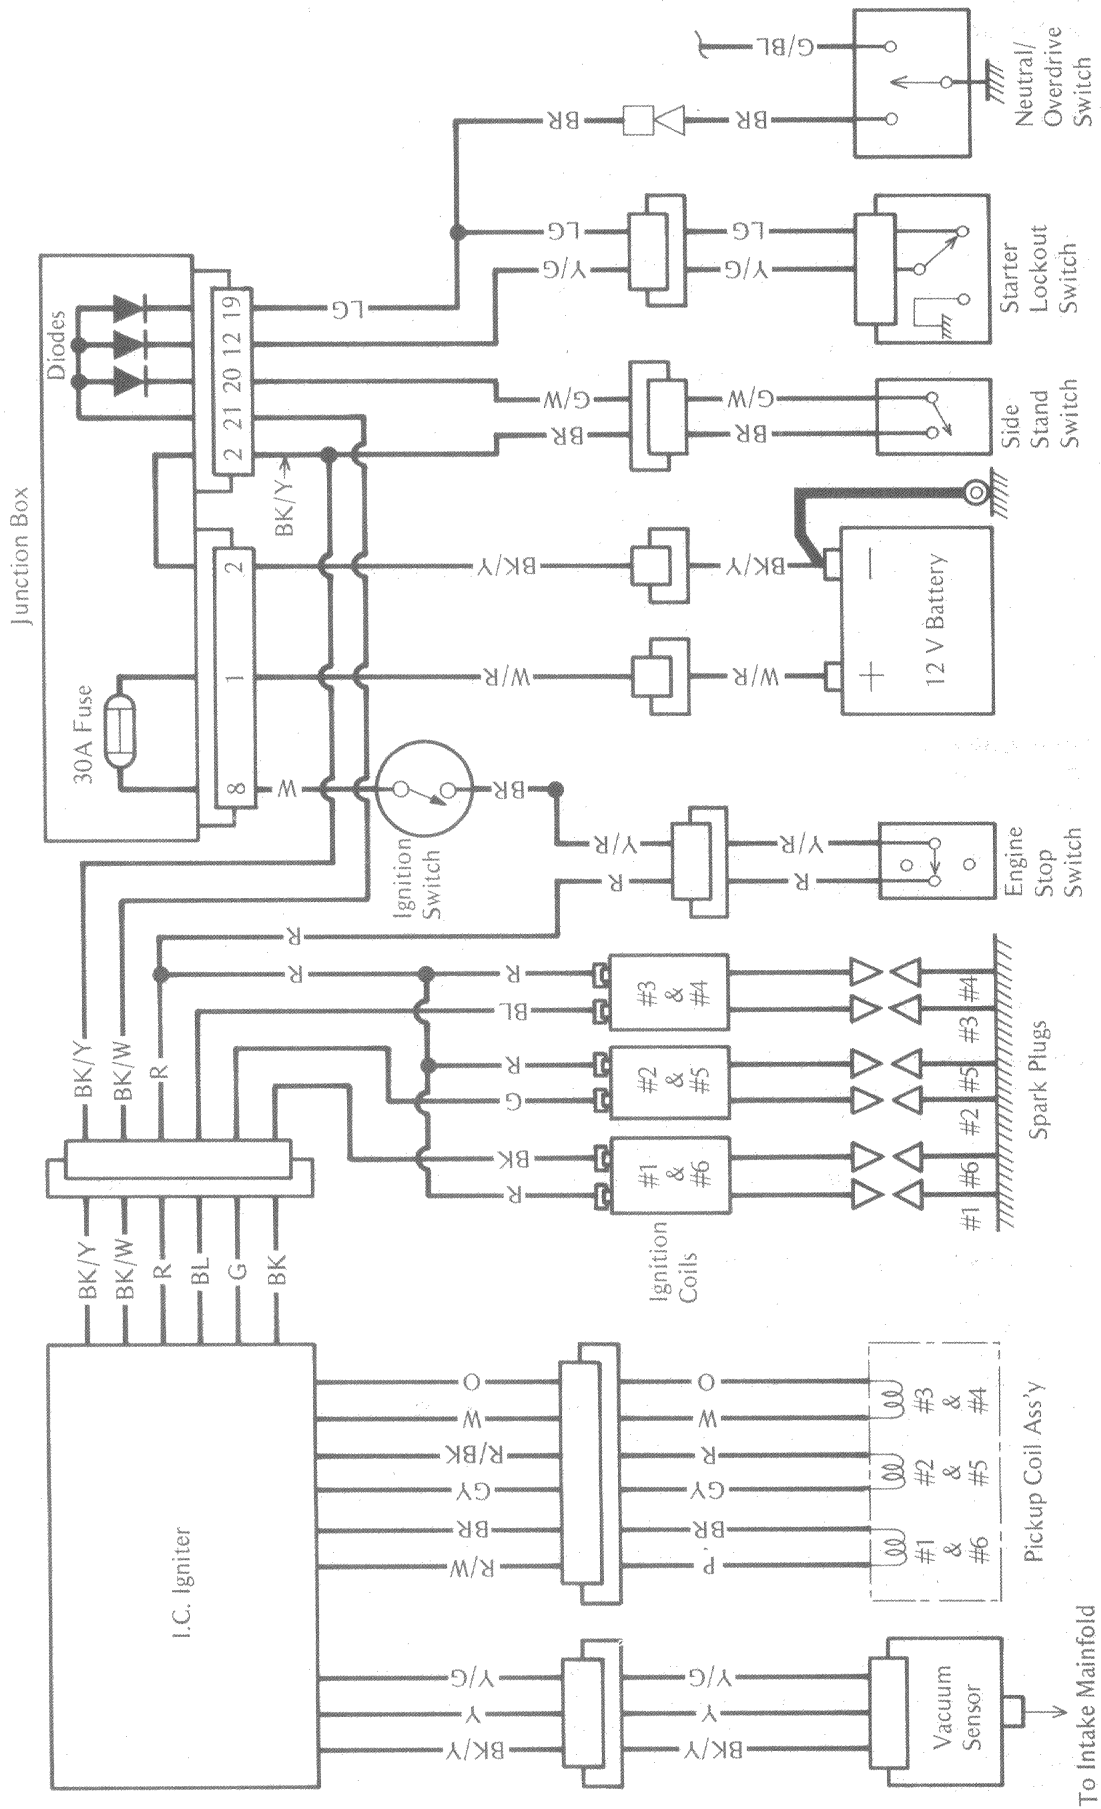 Junction Box
30A Fuse
Diodes
8
1
2
2
21
20
12
19
BK/Y
BK/W
R
BK/Y
LG
W
Ignition
Switch
BR
R
R
BL
R
G
R
BK
R
R
Y/R
W/R
BK/Y
BR
G/W
Y/G
LG
BR
G/BL
R
Y/R
W/R
BK/Y
BR
G/W
Y/G
LG
BR
Engine
Stop
Switch
+
12 V Battery
−
Side
Stand
Switch
Starter
Lockout
Switch
Neutral/
Overdrive
Switch
I.C. Igniter
BK/Y
BK/W
R
BL
G
BK
Ignition
Coils
#1
&
#6
#2
&
#5
#3
&
#4
#1
#6
#2
#5
#3
#4
Spark Plugs
BK/Y
Y
Y/G
R/W
BR
GY
R/BK
W
O
BK/Y
Y
Y/G
P
BR
GY
R
W
O
Vacuum
Sensor
To Intake Mainfold
#1
&
#6
#2
&
#5
#3
&
#4
Pickup Coil Ass'y